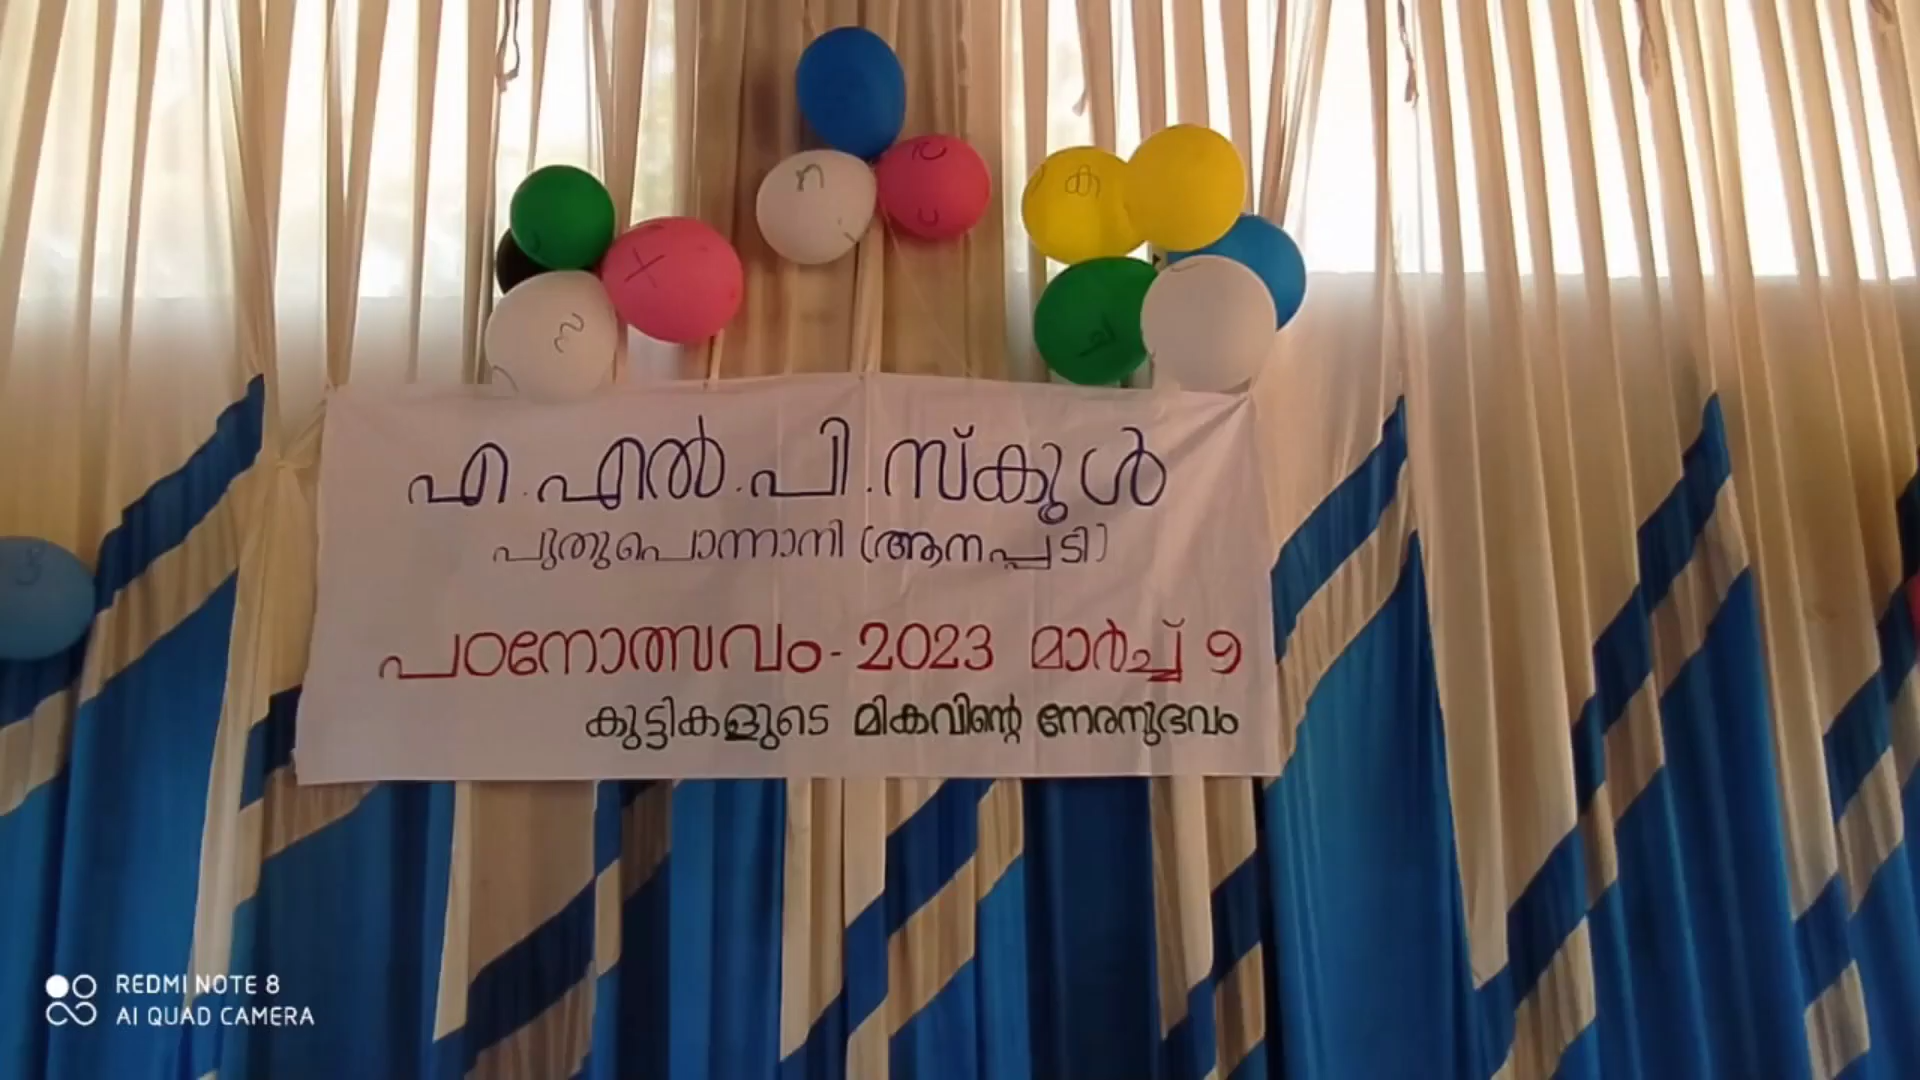 എ.എൽ.പി.സ്കൂൾ
പുതുപൊന്നാനി (ആനപ്പടി)
പഠനോത്സവം-2023 മാർച്ച് 9
കുട്ടികളുടെ മികവിന്റെ നേരനുഭവം
REDMI NOTE 8
AI QUAD CAMERA